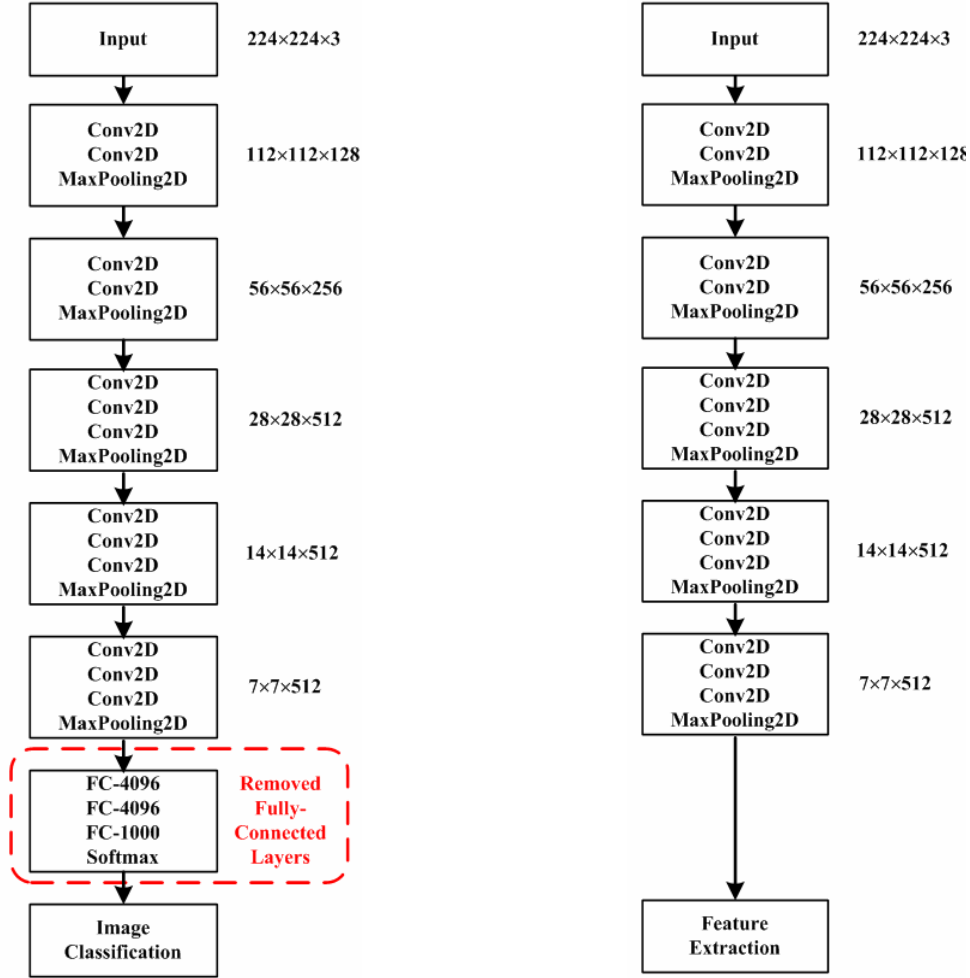 Input
224×224×3
Conv2D
Conv2D
MaxPooling2D
112×112×128
Conv2D
Conv2D
MaxPooling2D
56×56×256
Conv2D
Conv2D
Conv2D
MaxPooling2D
28×28×512
Conv2D
Conv2D
Conv2D
MaxPooling2D
14×14×512
Conv2D
Conv2D
Conv2D
MaxPooling2D
7×7×512
FC-4096
FC-4096
FC-1000
Softmax
Removed
Fully-
Connected
Layers
Image
Classification
Input
224×224×3
Conv2D
Conv2D
MaxPooling2D
112×112×128
Conv2D
Conv2D
MaxPooling2D
56×56×256
Conv2D
Conv2D
Conv2D
MaxPooling2D
28×28×512
Conv2D
Conv2D
Conv2D
MaxPooling2D
14×14×512
Conv2D
Conv2D
Conv2D
MaxPooling2D
7×7×512
Feature
Extraction